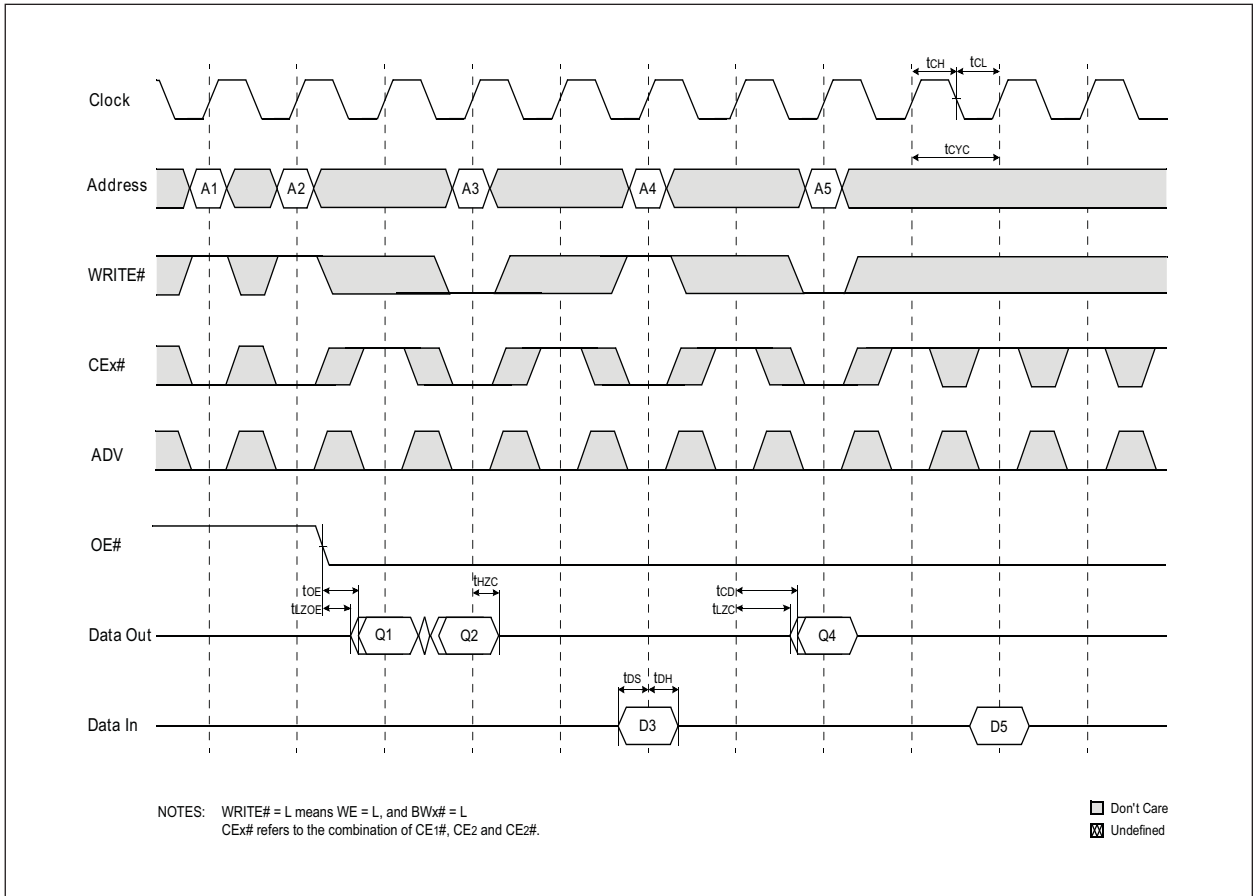 tCH tCL
Clock
tCYC
Address A1 A2 A3 A4 A5
WRITE#
CEx#
ADV
OE#
tOE tHZC tCD
tLZOE tLZC
Data Out Q1 Q2 Q4
tDS tDH
Data In D3 D5
NOTES: WRITE# = L means WE = L, and BWx# = L
CEx# refers to the combination of CE1#, CE2 and CE2#.
Don't Care
Undefined